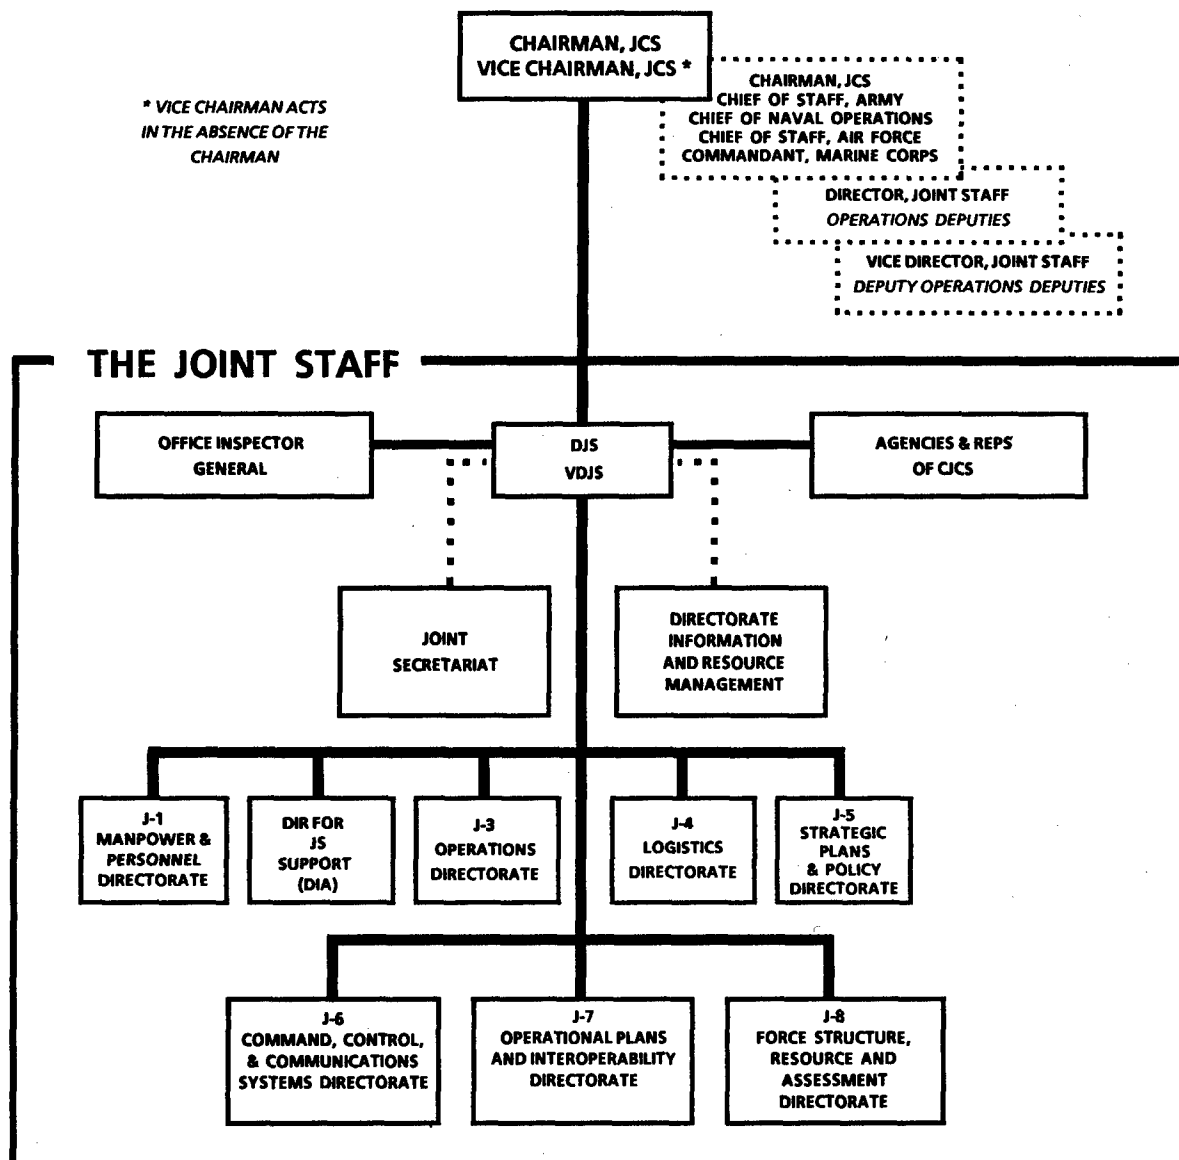 CHAIRMAN, JCS
VICE CHAIRMAN, JCS *
* VICE CHAIRMAN ACTS
IN THE ABSENCE OF THE
CHAIRMAN
CHAIRMAN, JCS
CHIEF OF STAFF, ARMY
CHIEF OF NAVAL OPERATIONS
CHIEF OF STAFF, AIR FORCE
COMMANDANT, MARINE CORPS
DIRECTOR, JOINT STAFF
OPERATIONS DEPUTIES
VICE DIRECTOR, JOINT STAFF
DEPUTY OPERATIONS DEPUTIES
THE JOINT STAFF
OFFICE INSPECTOR
GENERAL
DJS
VDJS
AGENCIES & REPS
OF CJCS
JOINT
SECRETARIAT
DIRECTORATE
INFORMATION
AND RESOURCE
MANAGEMENT
J-1
MANPOWER &
PERSONNEL
DIRECTORATE
DIR FOR
JS
SUPPORT
(DIA)
J-3
OPERATIONS
DIRECTORATE
J-4
LOGISTICS
DIRECTORATE
J-5
STRATEGIC
PLANS
& POLICY
DIRECTORATE
J-6
COMMAND, CONTROL,
& COMMUNICATIONS
SYSTEMS DIRECTORATE
J-7
OPERATIONAL PLANS
AND INTEROPERABILITY
DIRECTORATE
J-8
FORCE STRUCTURE,
RESOURCE AND
ASSESSMENT
DIRECTORATE